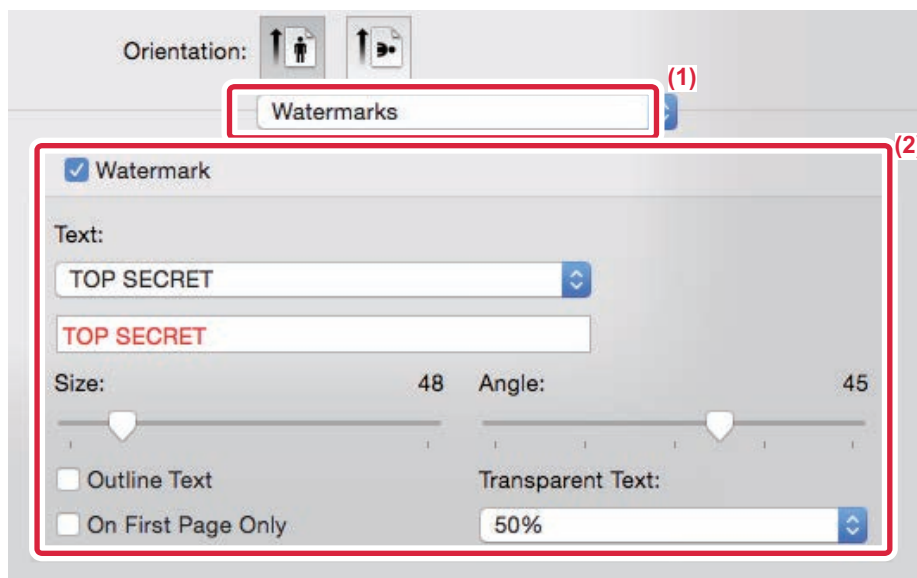 Orientation:
(1)
Watermarks
(2)
Watermark
Text:
TOP SECRET
TOP SECRET
Size: 48 Angle: 45
Outline Text Transparent Text:
On First Page Only 50%